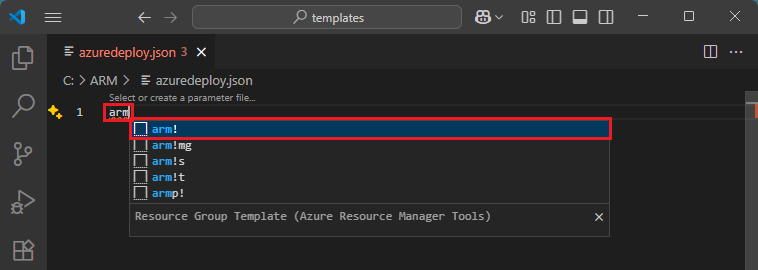 templates
azuredeploy.json 3
C: > ARM > azuredeploy.json
Select or create a parameter file...
1 arm
arm!
arm!mg
arm!s
arm!t
armp!
Resource Group Template (Azure Resource Manager Tools)